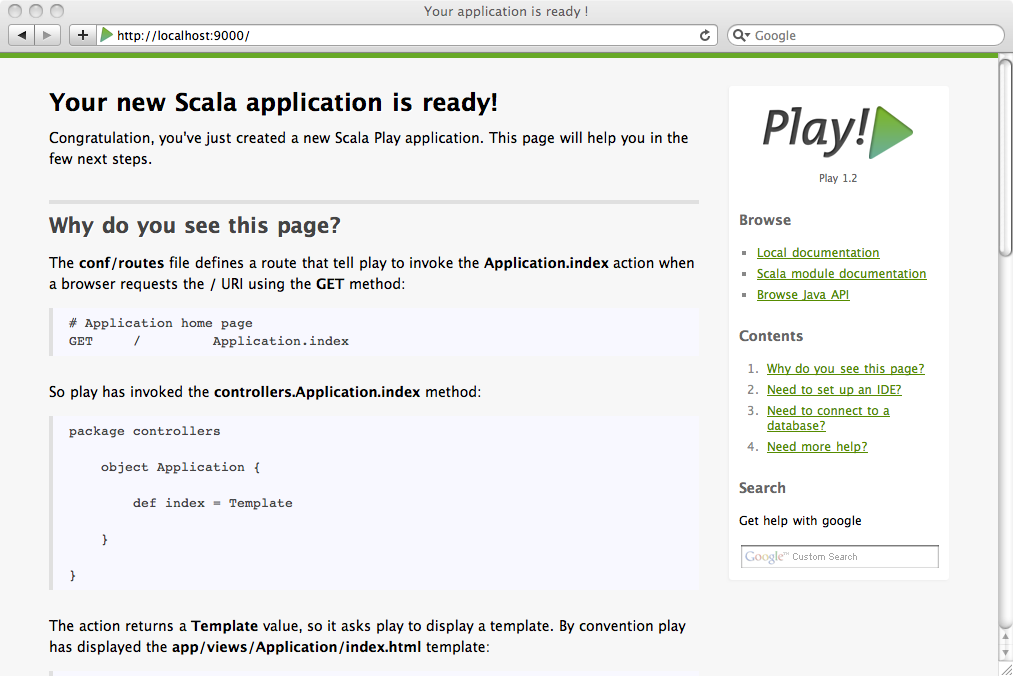 Your application is ready !
http://localhost:9000/
Google
Your new Scala application is ready!
Congratulation, you've just created a new Scala Play application. This page will help you in the
few next steps.
Why do you see this page?
The conf/routes file defines a route that tell play to invoke the Application.index action when
a browser requests the / URI using the GET method:
# Application home page
GET / Application.index
So play has invoked the controllers.Application.index method:
package controllers
object Application {
def index = Template
}
}
The action returns a Template value, so it asks play to display a template. By convention play
has displayed the app/views/Application/index.html template:
Play!
Play 1.2
Browse
Local documentation
Scala module documentation
Browse Java API
Contents
1. Why do you see this page?
2. Need to set up an IDE?
3. Need to connect to a
database?
4. Need more help?
Search
Get help with google
Google™ Custom Search